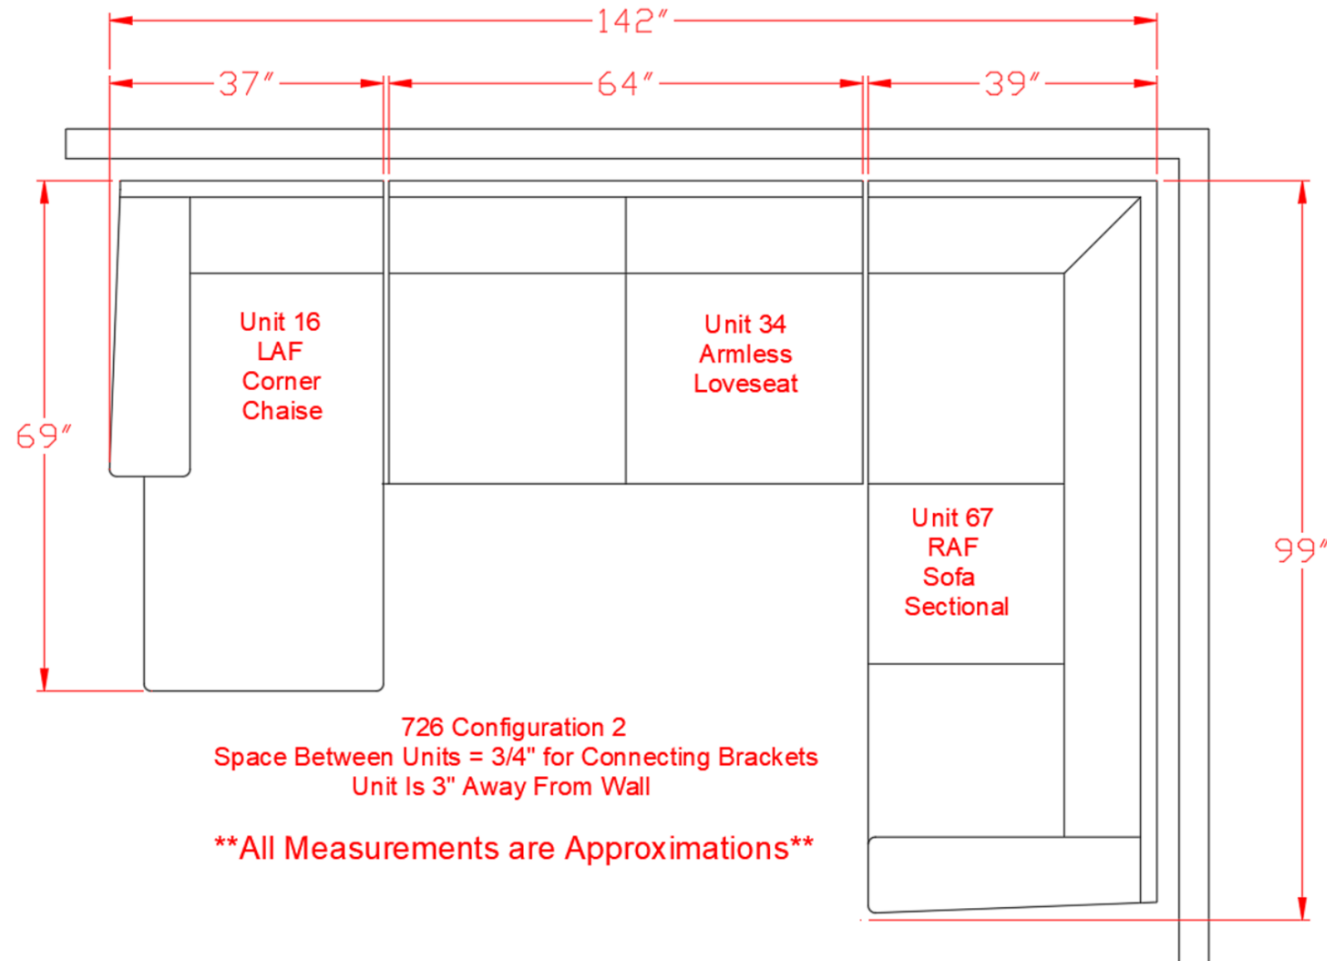 142"
37"
64"
39"
Unit 16
LAF
Corner
Chaise
Unit 34
Armless
Loveseat
69"
Unit 67
RAF
Sofa
Sectional
99"
726 Configuration 2
Space Between Units = 3/4" for Connecting Brackets
Unit Is 3" Away From Wall
**All Measurements are Approximations**